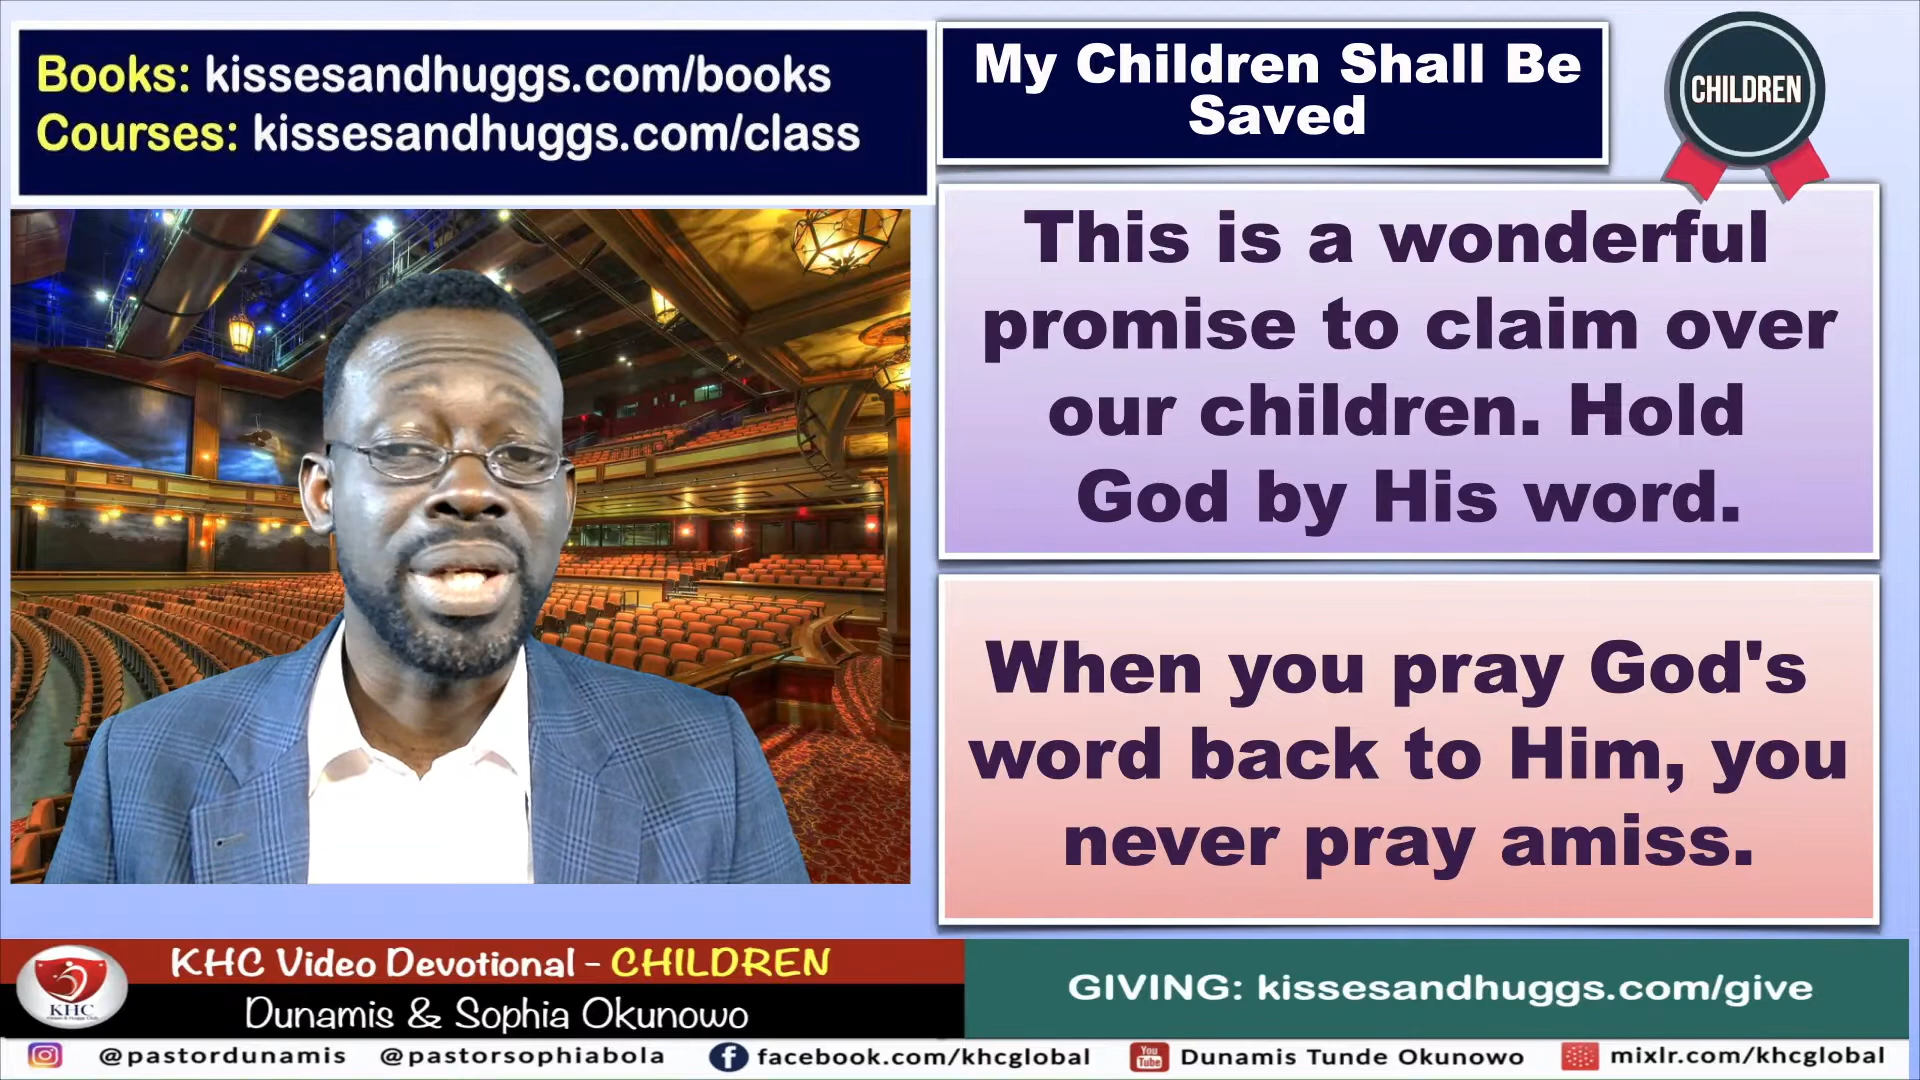 Books: kissesandhuggs.com/books
Courses: kissesandhuggs.com/class
My Children Shall Be
Saved
CHILDREN
This is a wonderful
promise to claim over
our children. Hold
God by His word.
When you pray God's
word back to Him, you
never pray amiss.
KHC
KHC Video Devotional - CHILDREN
Dunamis & Sophia Okunowo
GIVING: kissesandhuggs.com/give
@pastordunamis @pastorsophiabola facebook.com/khcglobal You Tube Dunamis Tunde Okunowo mixlr.com/khcglobal